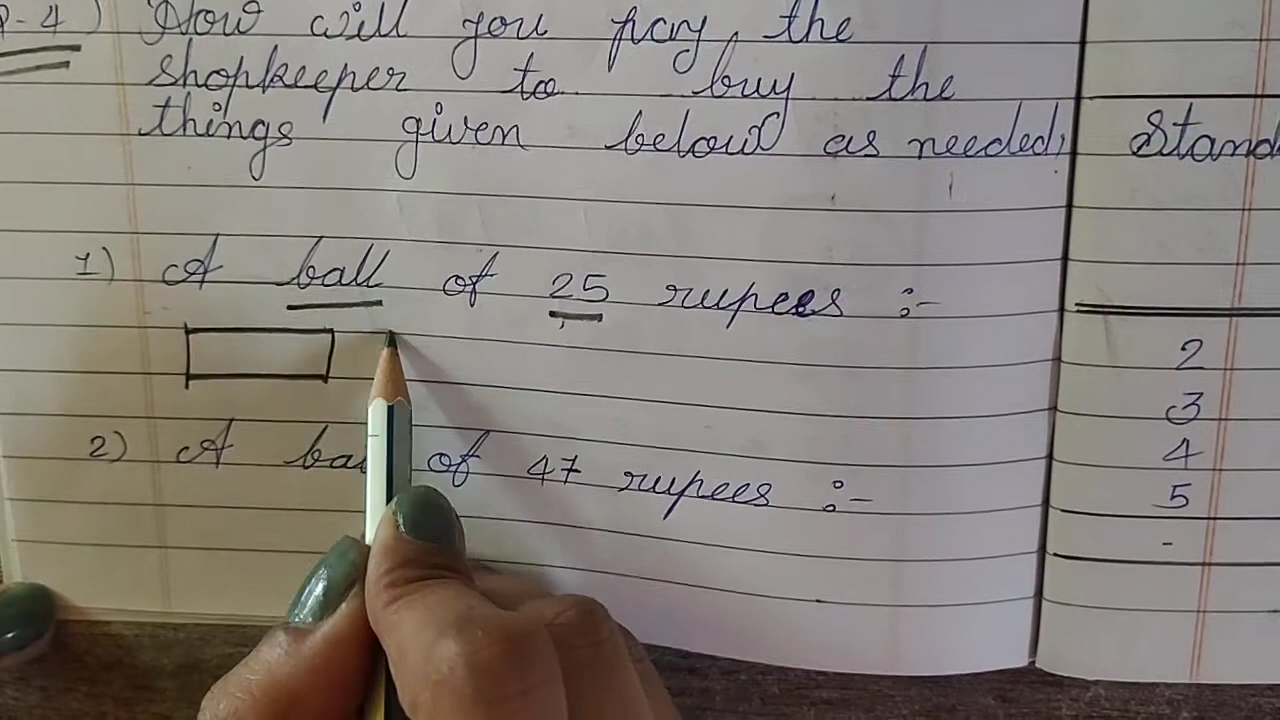 Q-4) How will you pay, the
shopkeeper to buy the
things given below as needed;
1) A ball of 25 rupees :-
2) A ball of 47 rupees :-
Stand
2
3
4
5
-